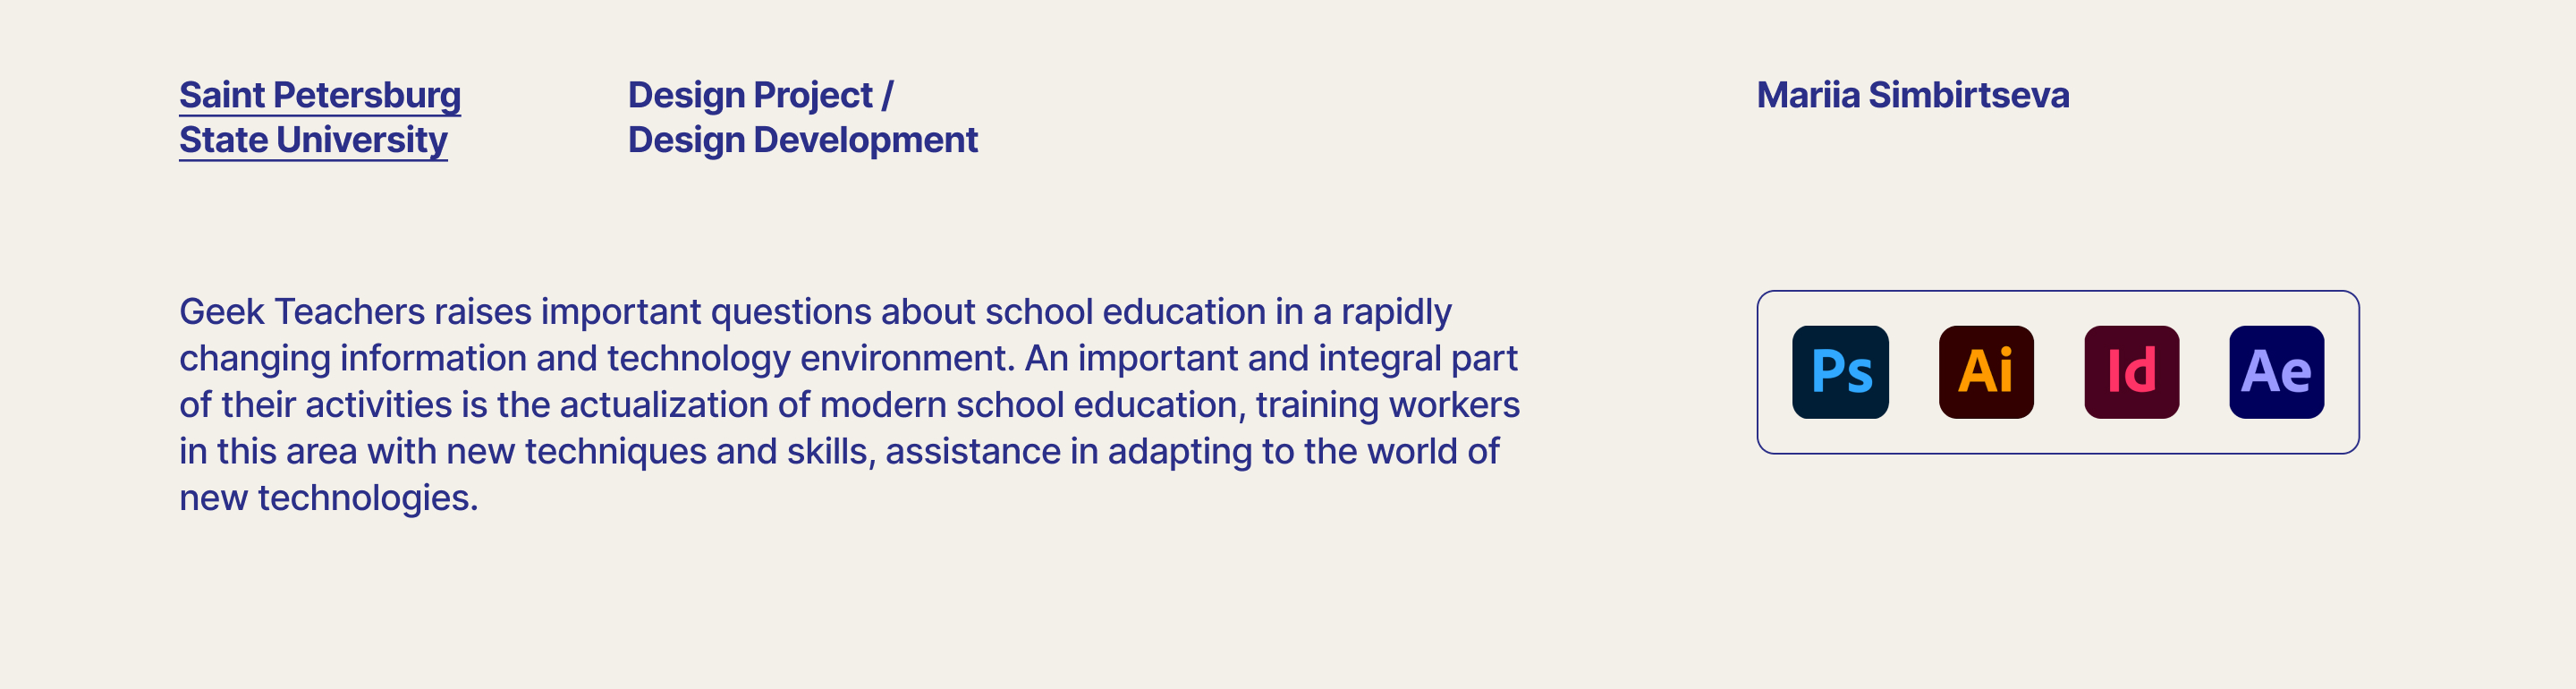 Saint Petersburg
State University
Design Project /
Design Development
Mariia Simbirtseva
Geek Teachers raises important questions about school education in a rapidly
changing information and technology environment. An important and integral part
of their activities is the actualization of modern school education, training workers
in this area with new techniques and skills, assistance in adapting to the world of
new technologies.
Ps Ai Id Ae